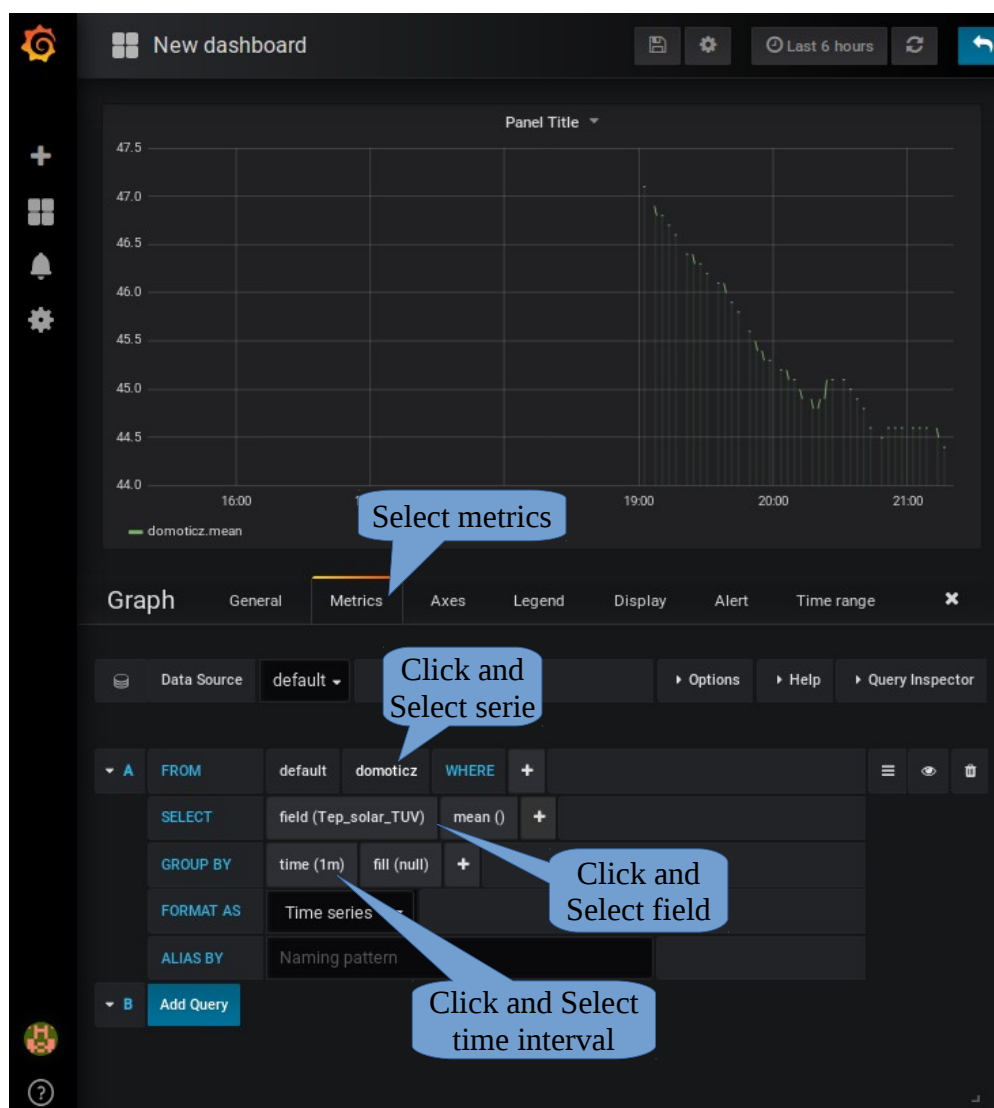 New dashboard
Last 6 hours
Panel Title
47.5
47.0
46.5
46.0
45.5
45.0
44.5
44.0
16:00
19:00
20:00
21:00
domoticz.mean
Select metrics
Graph
General
Metrics
Axes
Legend
Display
Alert
Time range
Data Source
default
Click and
Select serie
Options
Help
Query Inspector
A
FROM
default
domoticz
WHERE
SELECT
field (Tep_solar_TUV)
mean ()
GROUP BY
time (1m)
fill (null)
Click and
Select field
FORMAT AS
Time series
ALIAS BY
Naming pattern
B
Add Query
Click and Select
time interval